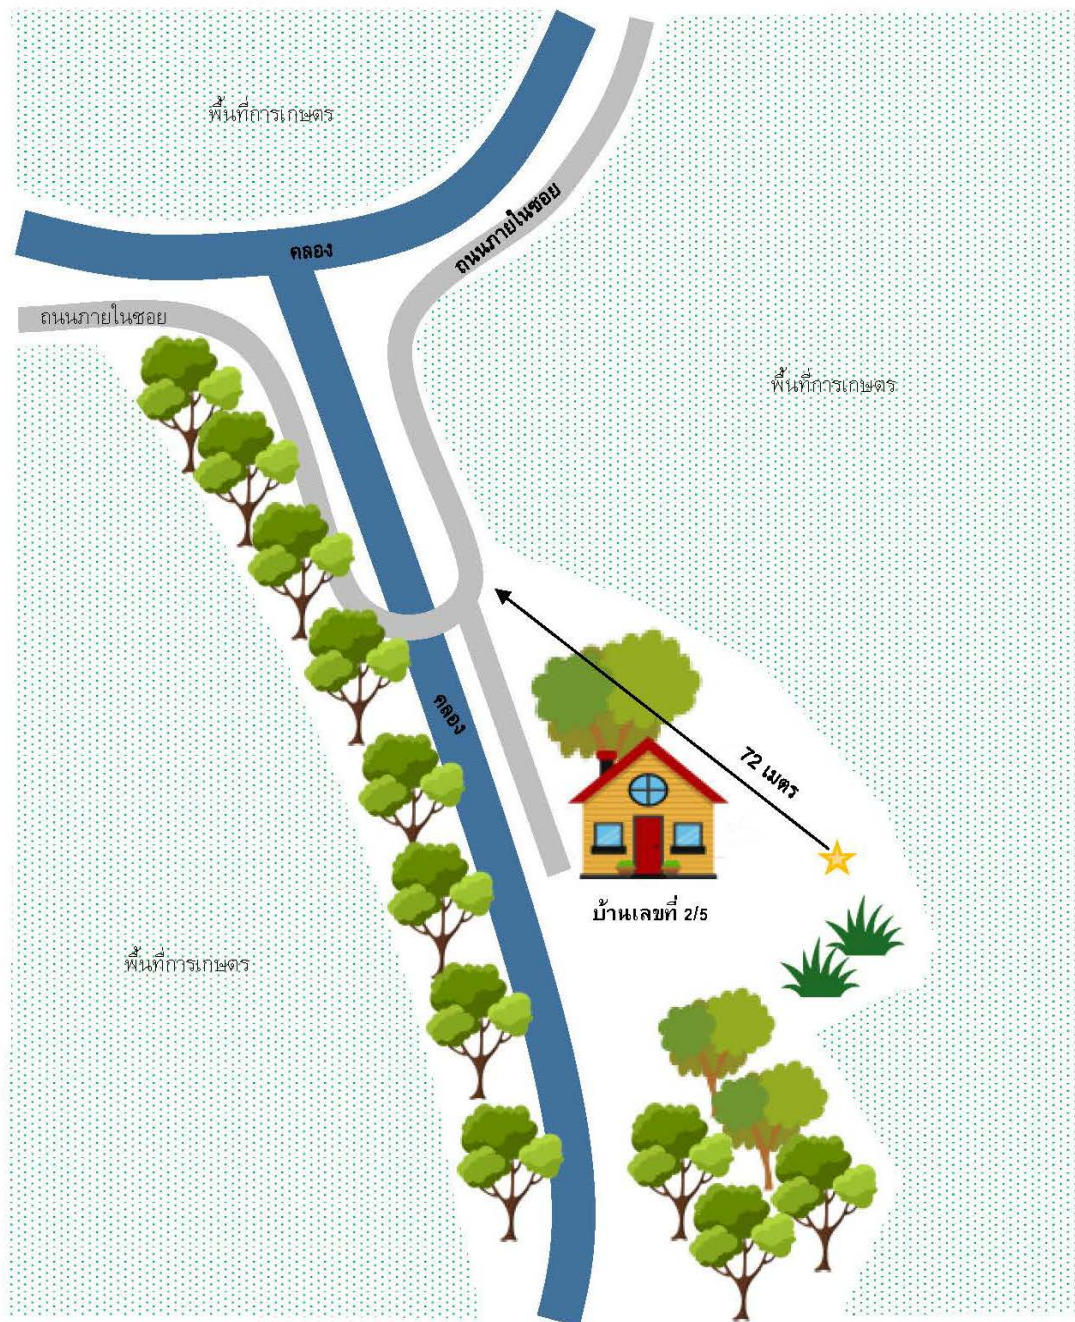 พื้นที่การเกษตร
ถนนภายในซอย
คลอง
ถนนภายในซอย
พื้นที่การเกษตร
คลอง
72 เมตร
บ้านเลขที่ 2/5
พื้นที่การเกษตร